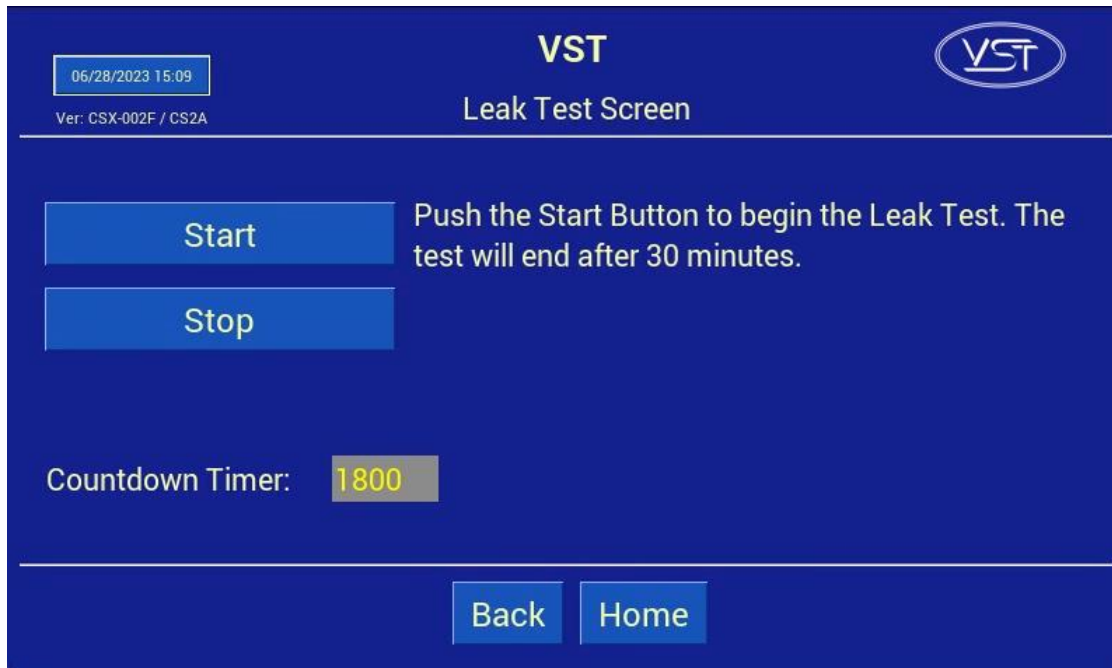 VST
VST
06/28/2023 15:09
Ver: CSX-002F / CS2A
Leak Test Screen
Start
Push the Start Button to begin the Leak Test. The
test will end after 30 minutes.
Stop
Countdown Timer: 1800
Back Home